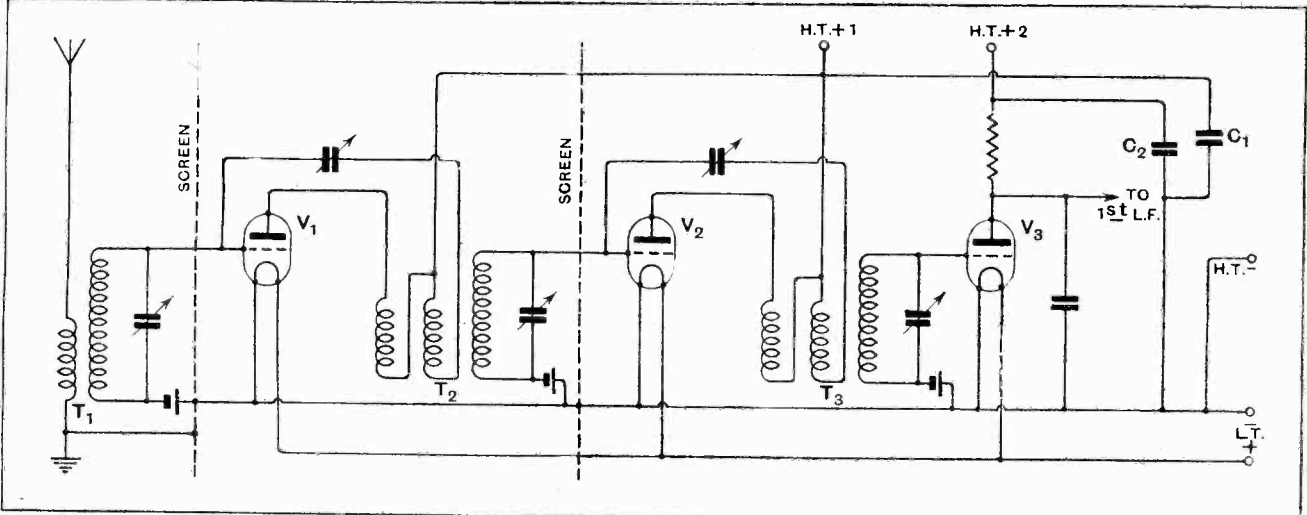 H.T.+1
H.T.+2
SCREEN
SCREEN
C2
C1
TO
1st L.F.
V1
V2
V3
H.T.-
T1
T2
T3
-
L.T.
+